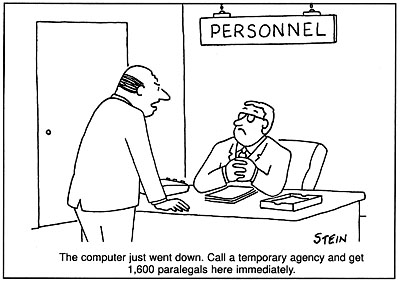 PERSONNEL
STEIN
The computer just went down. Call a temporary agency and get
1,600 paralegals here immediately.